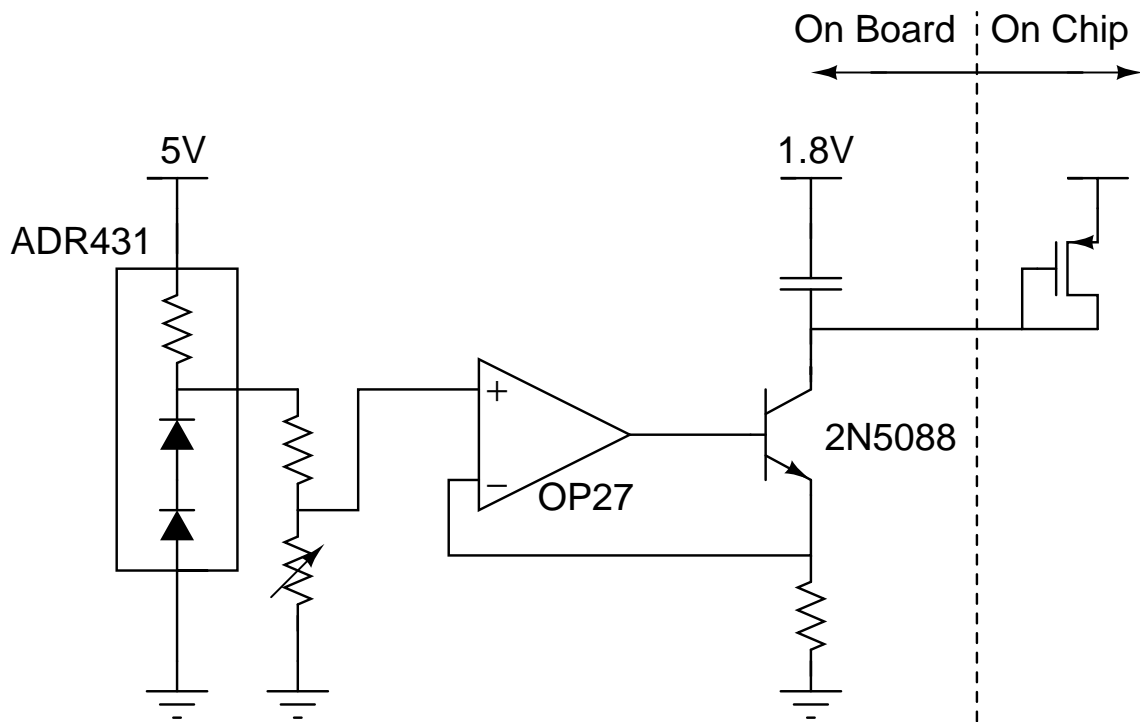 On Board On Chip
5V
1.8V
ADR431
+
−
OP27
2N5088